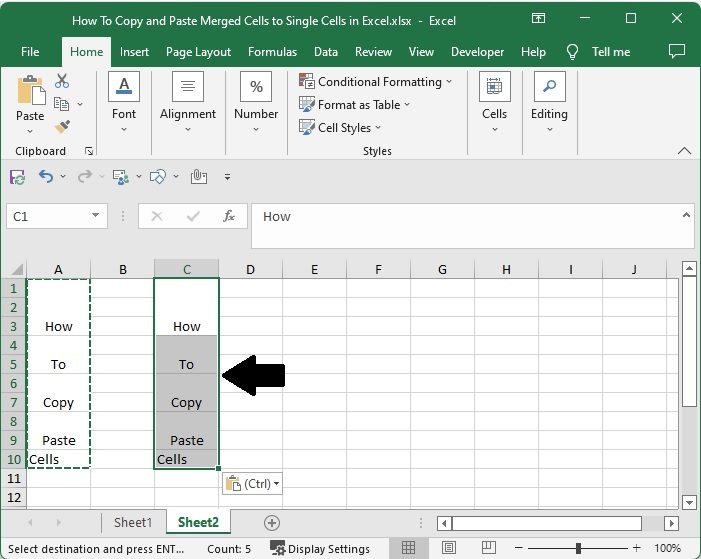 How To Copy and Paste Merged Cells to Single Cells in Excel.xlsx - Excel
File Home Insert Page Layout Formulas Data Review View Developer Help Tell me
Paste
Clipboard
A
Font
Alignment
%
Number
Conditional Formatting
Format as Table
Cell Styles
Styles
Cells
Editing
C1 fx How
A B C D E F G H I J
1
2
3 How How
4
5 To To
6
7 Copy Copy
8
9 Paste Paste
10 Cells Cells
11 (Ctrl)
12
Sheet1 Sheet2
Select destination and press ENT... Count: 5 Display Settings 100%